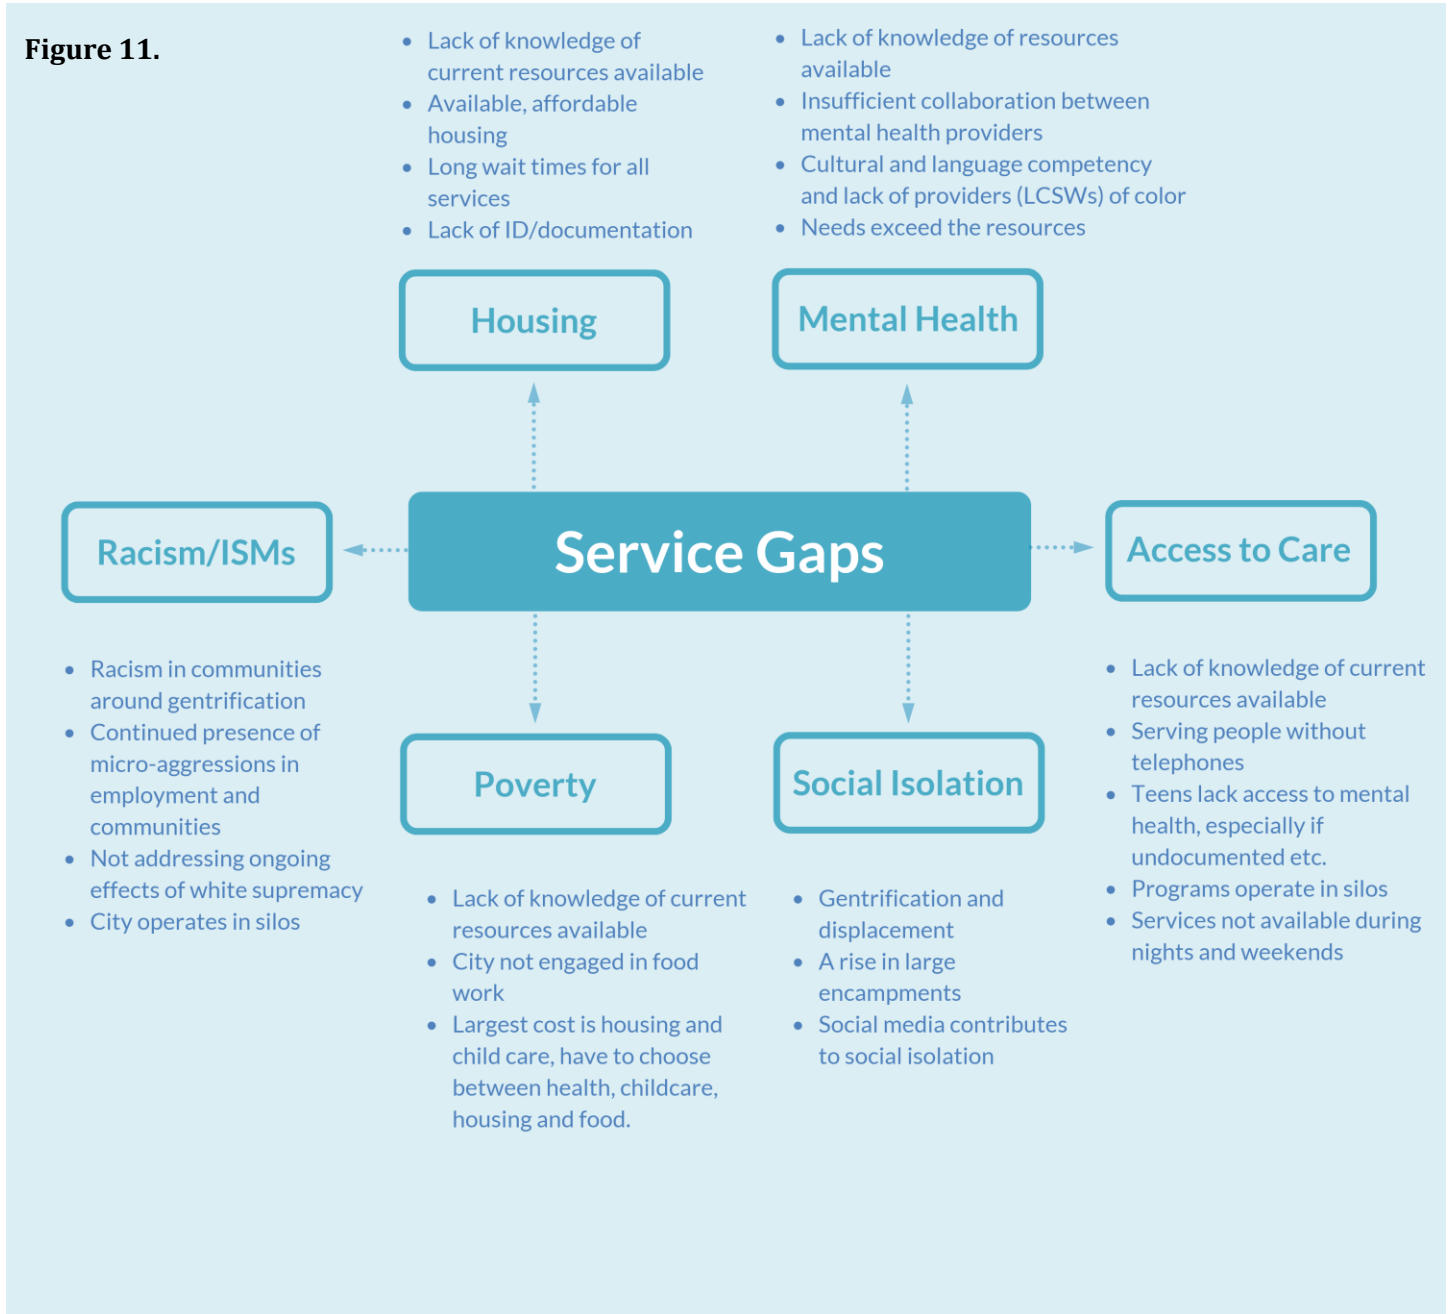 Figure 11.
• Lack of knowledge of
current resources available
• Available, affordable
housing
• Long wait times for all
services
• Lack of ID/documentation
• Lack of knowledge of resources
available
• Insufficient collaboration between
mental health providers
• Cultural and language competency
and lack of providers (LCSWs) of color
• Needs exceed the resources
Housing
Mental Health
Racism/ISMs
Service Gaps
Access to Care
• Racism in communities
around gentrification
• Continued presence of
micro-aggressions in
employment and
communities
• Not addressing ongoing
effects of white supremacy
• City operates in silos
Poverty
Social Isolation
• Lack of knowledge of current
resources available
• City not engaged in food
work
• Largest cost is housing and
child care, have to choose
between health, childcare,
housing and food.
• Gentrification and
displacement
• A rise in large
encampments
• Social media contributes
to social isolation
• Lack of knowledge of current
resources available
• Serving people without
telephones
• Teens lack access to mental
health, especially if
undocumented etc.
• Programs operate in silos
• Services not available during
nights and weekends